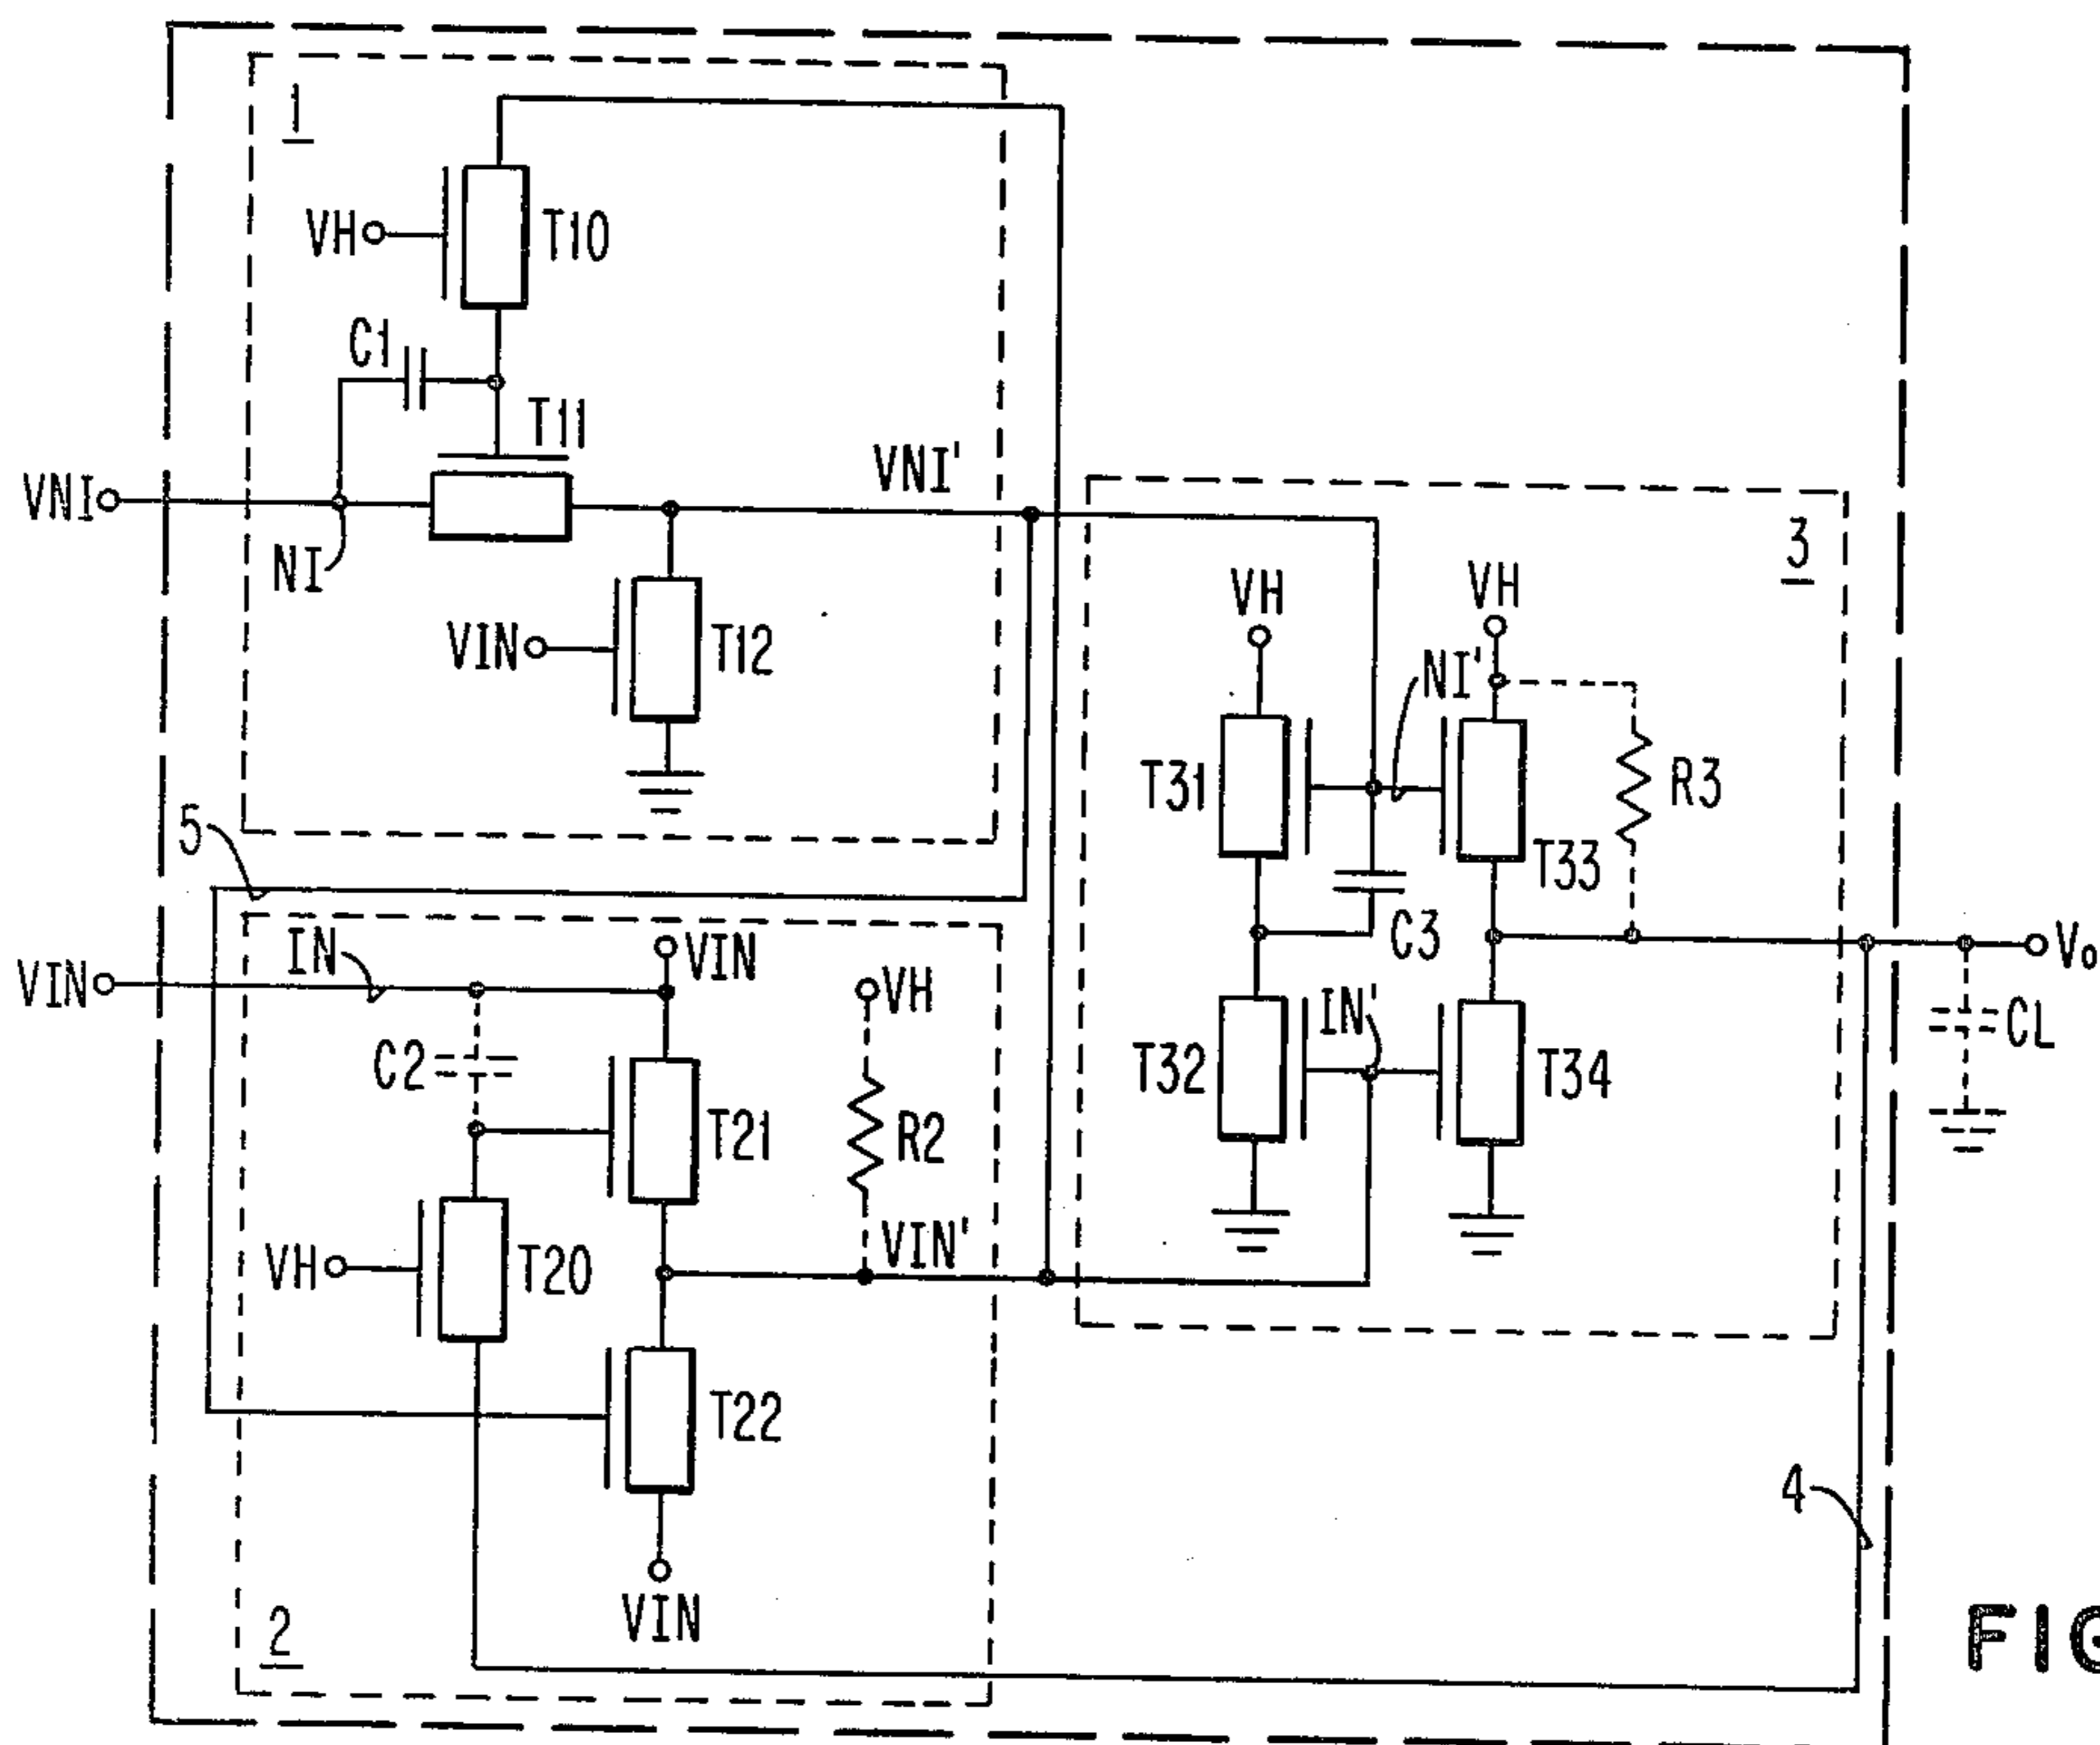 1
VH
T10
C1
T11
VNI
NI
VNI'
VIN
T12
3
VH
VH
NI'
T31
R3
T33
5
C3
IN
VIN
VIN
VH
V0
IN'
CL
C2
T21
R2
T32
T34
VH
T20
VIN'
T22
4
VIN
2
FIG